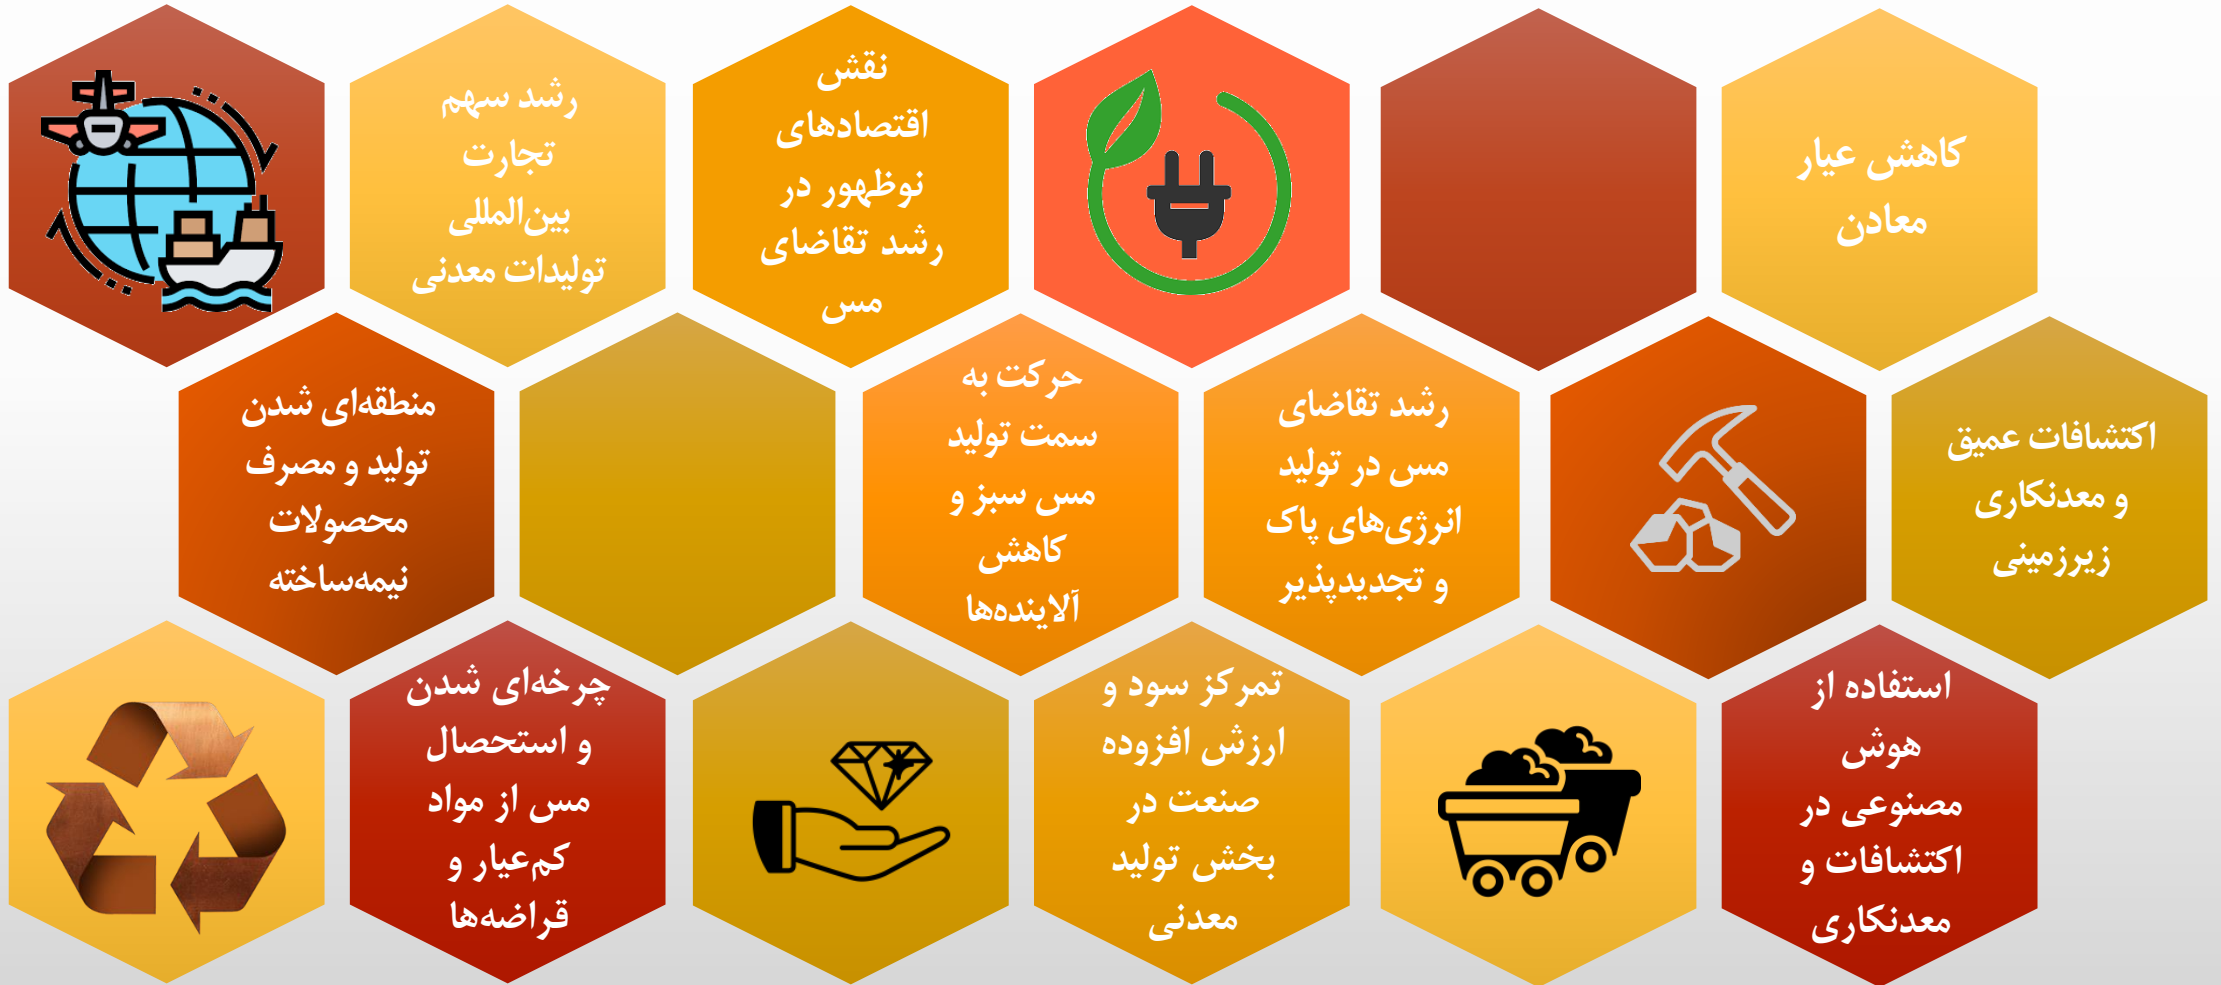 کاهش عیار
معادن
نقش
اقتصادهای
نوظهور در
رشد تقاضای
مس
رشد سهم
تجارت
بین‌المللی
تولیدات معدنی
اکتشافات عمیق
و معدنکاری
زیرزمینی
رشد تقاضای
مس در تولید
انرژی‌های پاک
و تجدیدپذیر
حرکت به
سمت تولید
مس سبز و
کاهش
آلاینده‌ها
منطقه‌ای شدن
تولید و مصرف
محصولات
نیمه‌ساخته
استفاده از
هوش
مصنوعی در
اکتشافات و
معدنکاری
تمرکز سود و
ارزش افزوده
صنعت در
بخش تولید
معدنی
چرخه‌ای شدن
و استحصال
مس از مواد
کم‌عیار و
قراضه‌ها